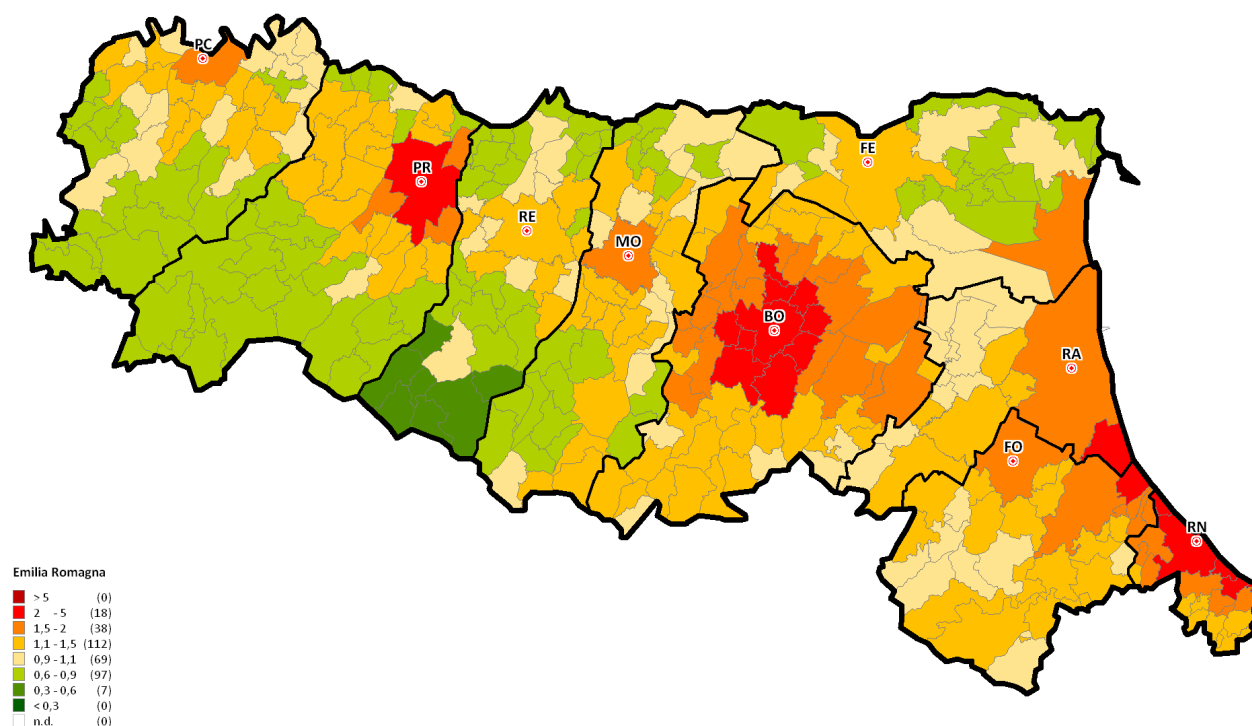 PC
PR
FE
RE
MO
BO
RA
FO
RN
Emilia Romagna
> 5 (0)
2 - 5 (18)
1,5 - 2 (38)
1,1 - 1,5 (112)
0,9 - 1,1 (69)
0,6 - 0,9 (97)
0,3 - 0,6 (7)
< 0,3 (0)
n.d. (0)